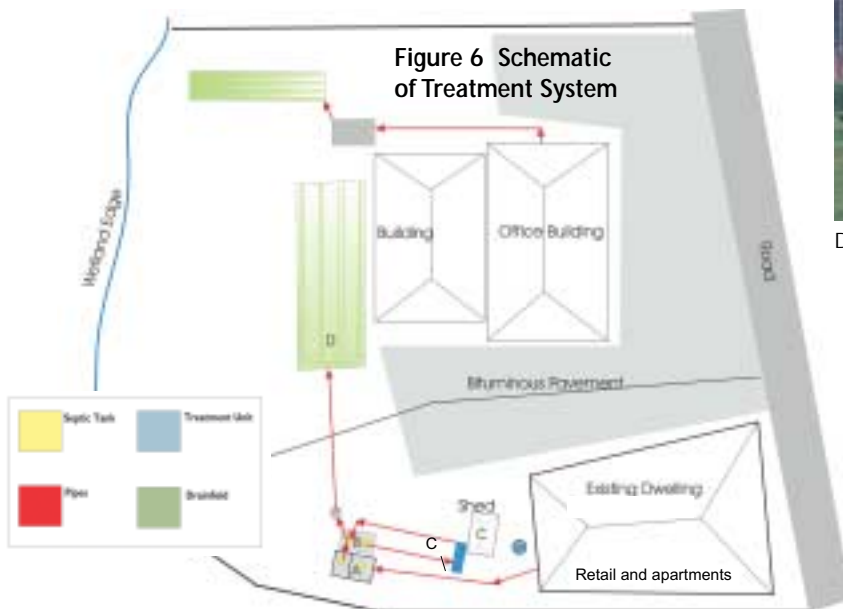 Figure 6 Schematic
of Treatment System
Wetland Edge
Building
Office Building
Road
D
D
Bituminous Pavement
Septic Tank
Treatment Unit
Pipes
Drainfield
Existing Dwelling
Shed
C
C
B
A
Retail and apartments